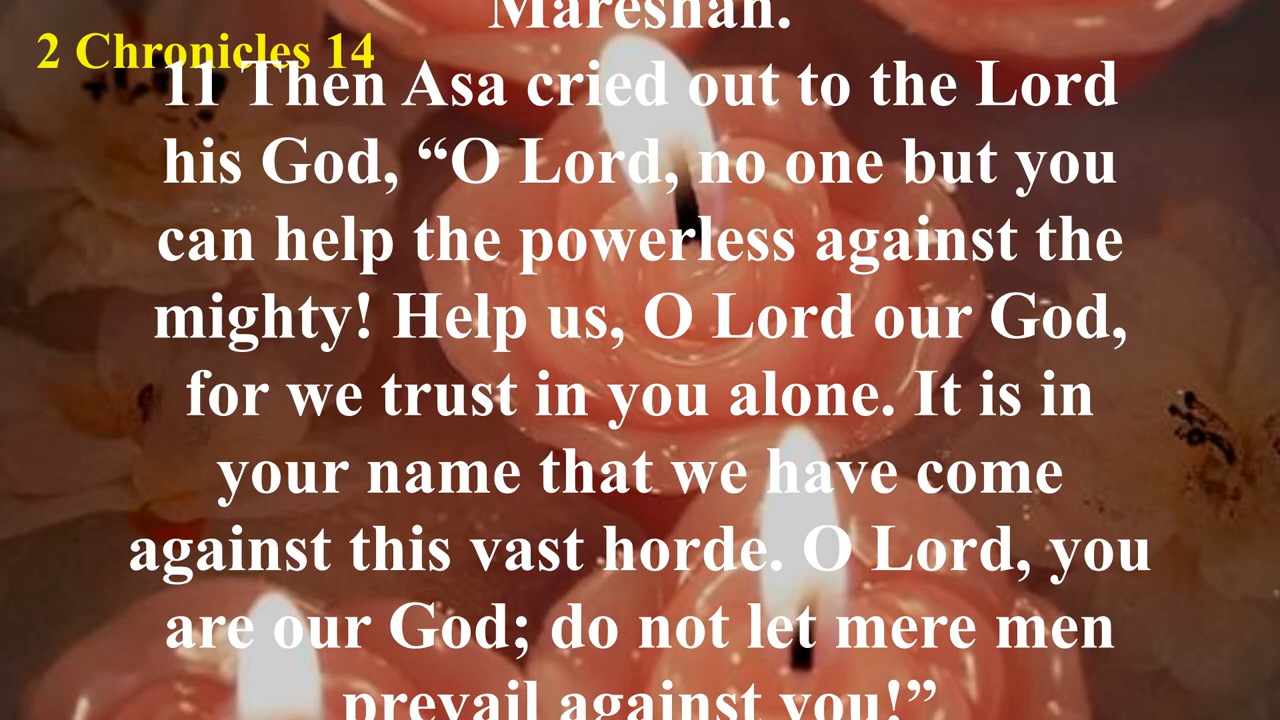 Mareshah.
2 Chronicles 14
11 Then Asa cried out to the Lord
his God, “O Lord, no one but you
can help the powerless against the
mighty! Help us, O Lord our God,
for we trust in you alone. It is in
your name that we have come
against this vast horde. O Lord, you
are our God; do not let mere men
prevail against you!”